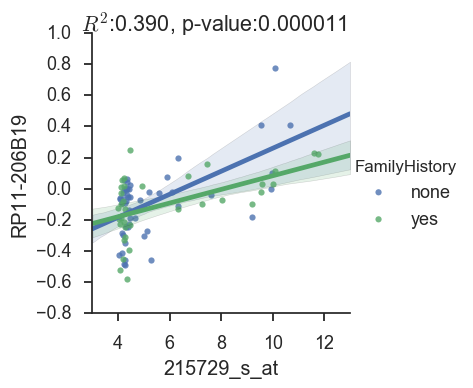 R²:0.390, p-value:0.000011
1.0
0.8
0.6
0.4
0.2
0.0
−0.2
−0.4
−0.6
−0.8
RP11-206B19
4 6 8 10 12
215729_s_at
FamilyHistory
none
yes